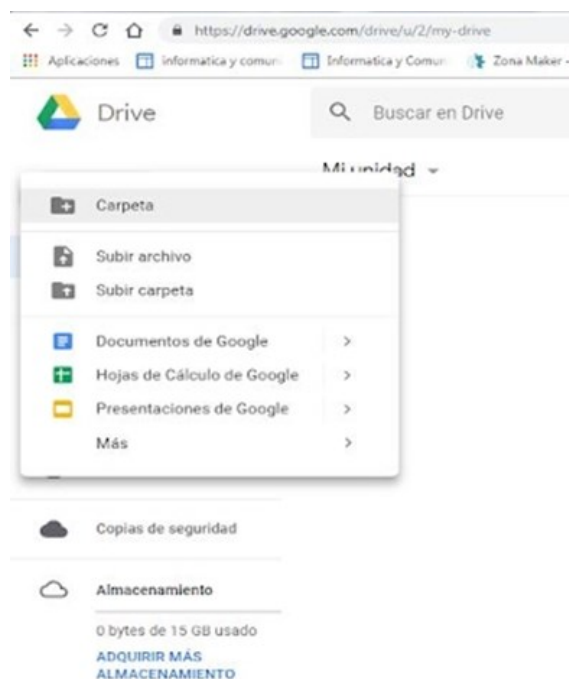 https://drive.google.com/drive/u/2/my-drive
Aplicaciones informatica y comuni Informatica y Comun Zona Maker -
Drive
Buscar en Drive
Mi unidad
Carpeta
Subir archivo
Subir carpeta
Documentos de Google
Hojas de Cálculo de Google
Presentaciones de Google
Más
Copias de seguridad
Almacenamiento
0 bytes de 15 GB usado
ADQUIRIR MÁS
ALMACENAMIENTO